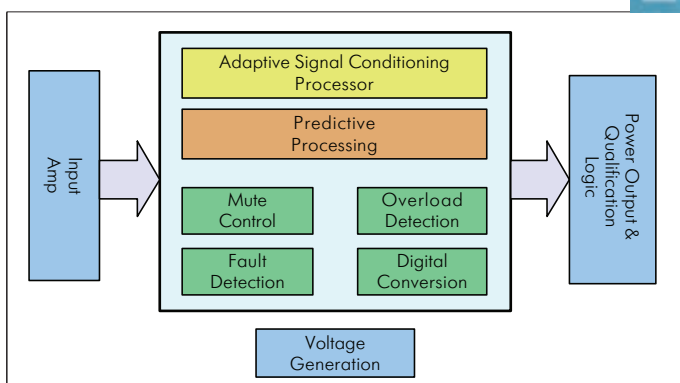 Adaptive Signal Conditioning
Processor
Predictive
Processing
Input
Amp
Mute
Control
Overload
Detection
Fault
Detection
Digital
Conversion
Power Output &
Qualification
Logic
Voltage
Generation